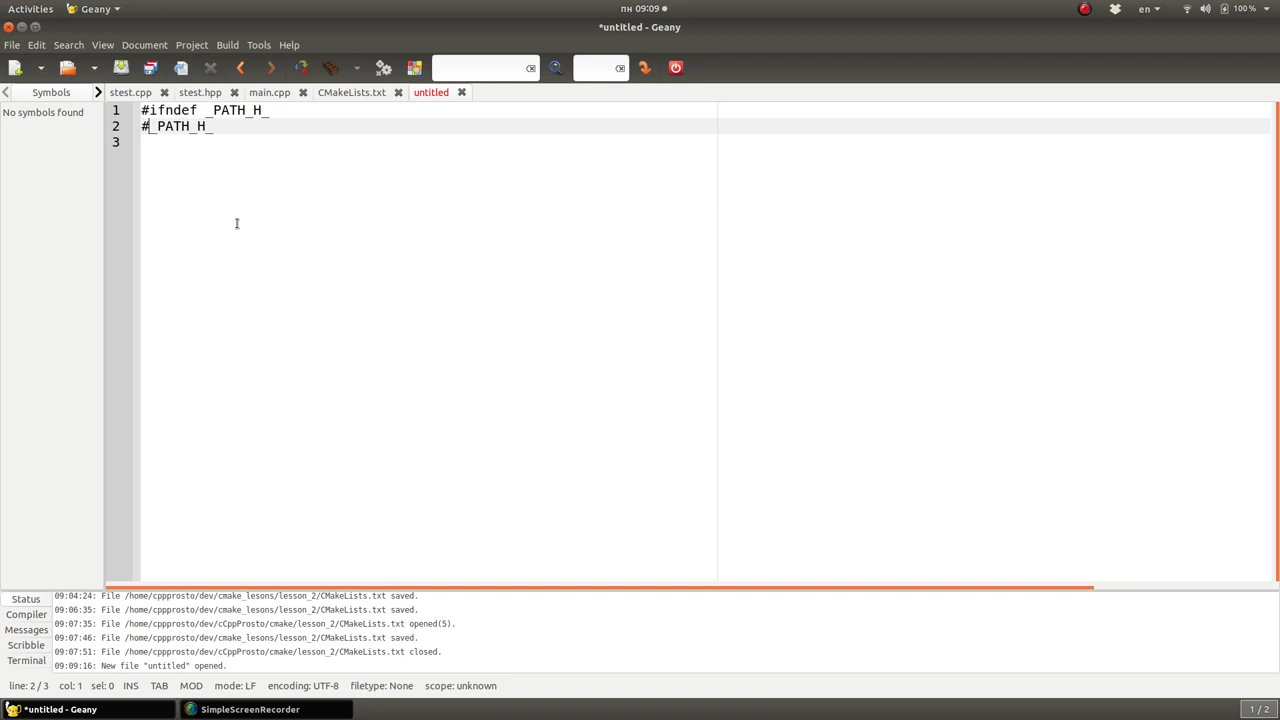 Activities Geany пн 09:09 en 100 %
*untitled - Geany
File Edit Search View Document Project Build Tools Help
Symbols stest.cpp stest.hpp main.cpp CMakeLists.txt untitled
No symbols found
1 #ifndef _PATH_H_
2 #_PATH_H_
3
Status 09:04:24: File /home/cppprosto/dev/cmake_lesons/lesson_2/CMakeLists.txt saved.
09:06:35: File /home/cppprosto/dev/cmake_lesons/lesson_2/CMakeLists.txt saved.
Compiler 09:07:35: File /home/cppprosto/dev/cCppProsto/cmake/lesson_2/CMakeLists.txt opened(5).
Messages 09:07:46: File /home/cppprosto/dev/cmake_lesons/lesson_2/CMakeLists.txt saved.
Scribble 09:07:51: File /home/cppprosto/dev/cCppProsto/cmake/lesson_2/CMakeLists.txt closed.
Terminal 09:09:16: New file "untitled" opened.
line: 2 / 3 col: 1 sel: 0 INS TAB MOD mode: LF encoding: UTF-8 filetype: None scope: unknown
*untitled - Geany SimpleScreenRecorder 1 / 2